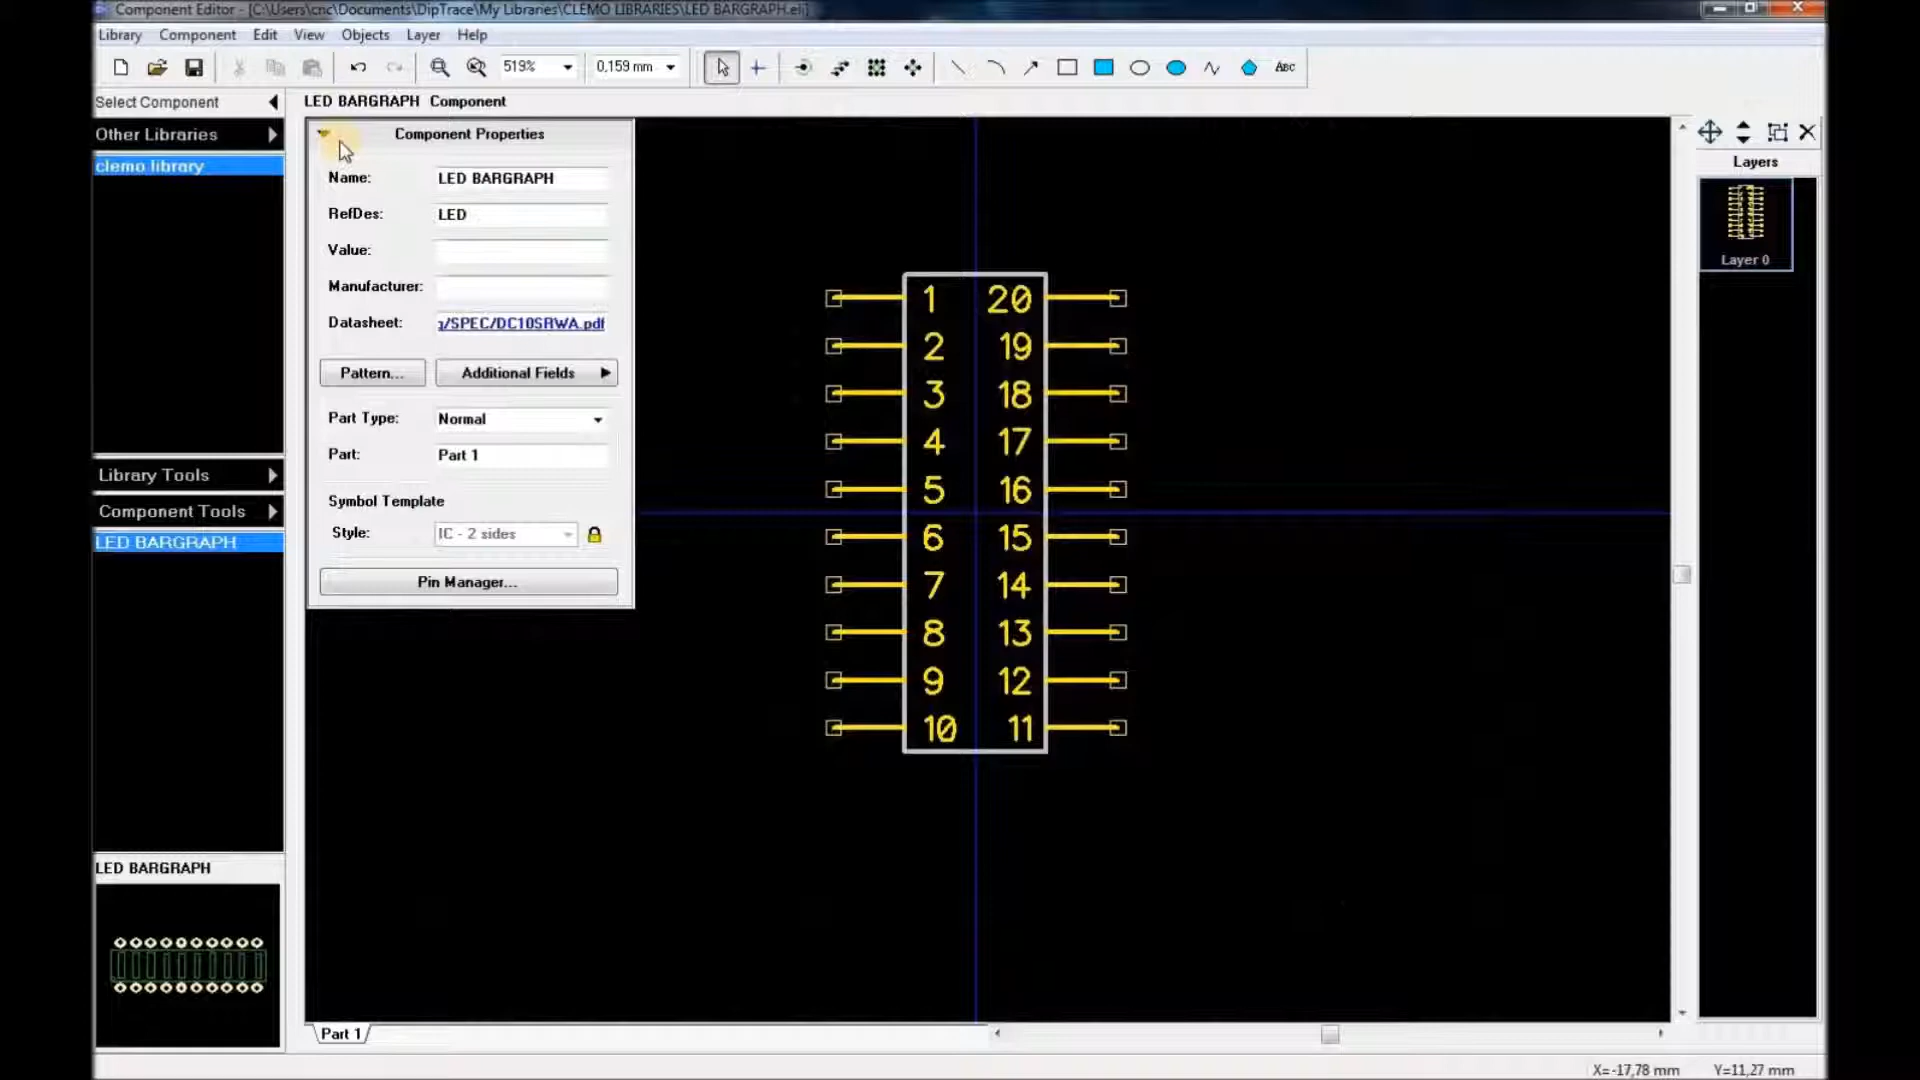 Component Editor - [C:\Users\cnc\Documents\DipTrace\My Libraries\CLEMO LIBRARIES\LED BARGRAPH.eli]
Library Component Edit View Objects Layer Help
519% 0,159 mm ABC
Select Component
LED BARGRAPH Component
Other Libraries
clemo library
Library Tools
Component Tools
LED BARGRAPH
LED BARGRAPH
Component Properties
Name: LED BARGRAPH
RefDes: LED
Value:
Manufacturer:
Datasheet: g/SPEC/DC10SRWA.pdf
Pattern... Additional Fields
Part Type: Normal
Part: Part 1
Symbol Template
Style: IC - 2 sides
Pin Manager...
1 20
2 19
3 18
4 17
5 16
6 15
7 14
8 13
9 12
10 11
Layers
Layer 0
Part 1
X=-17,78 mm Y=11,27 mm